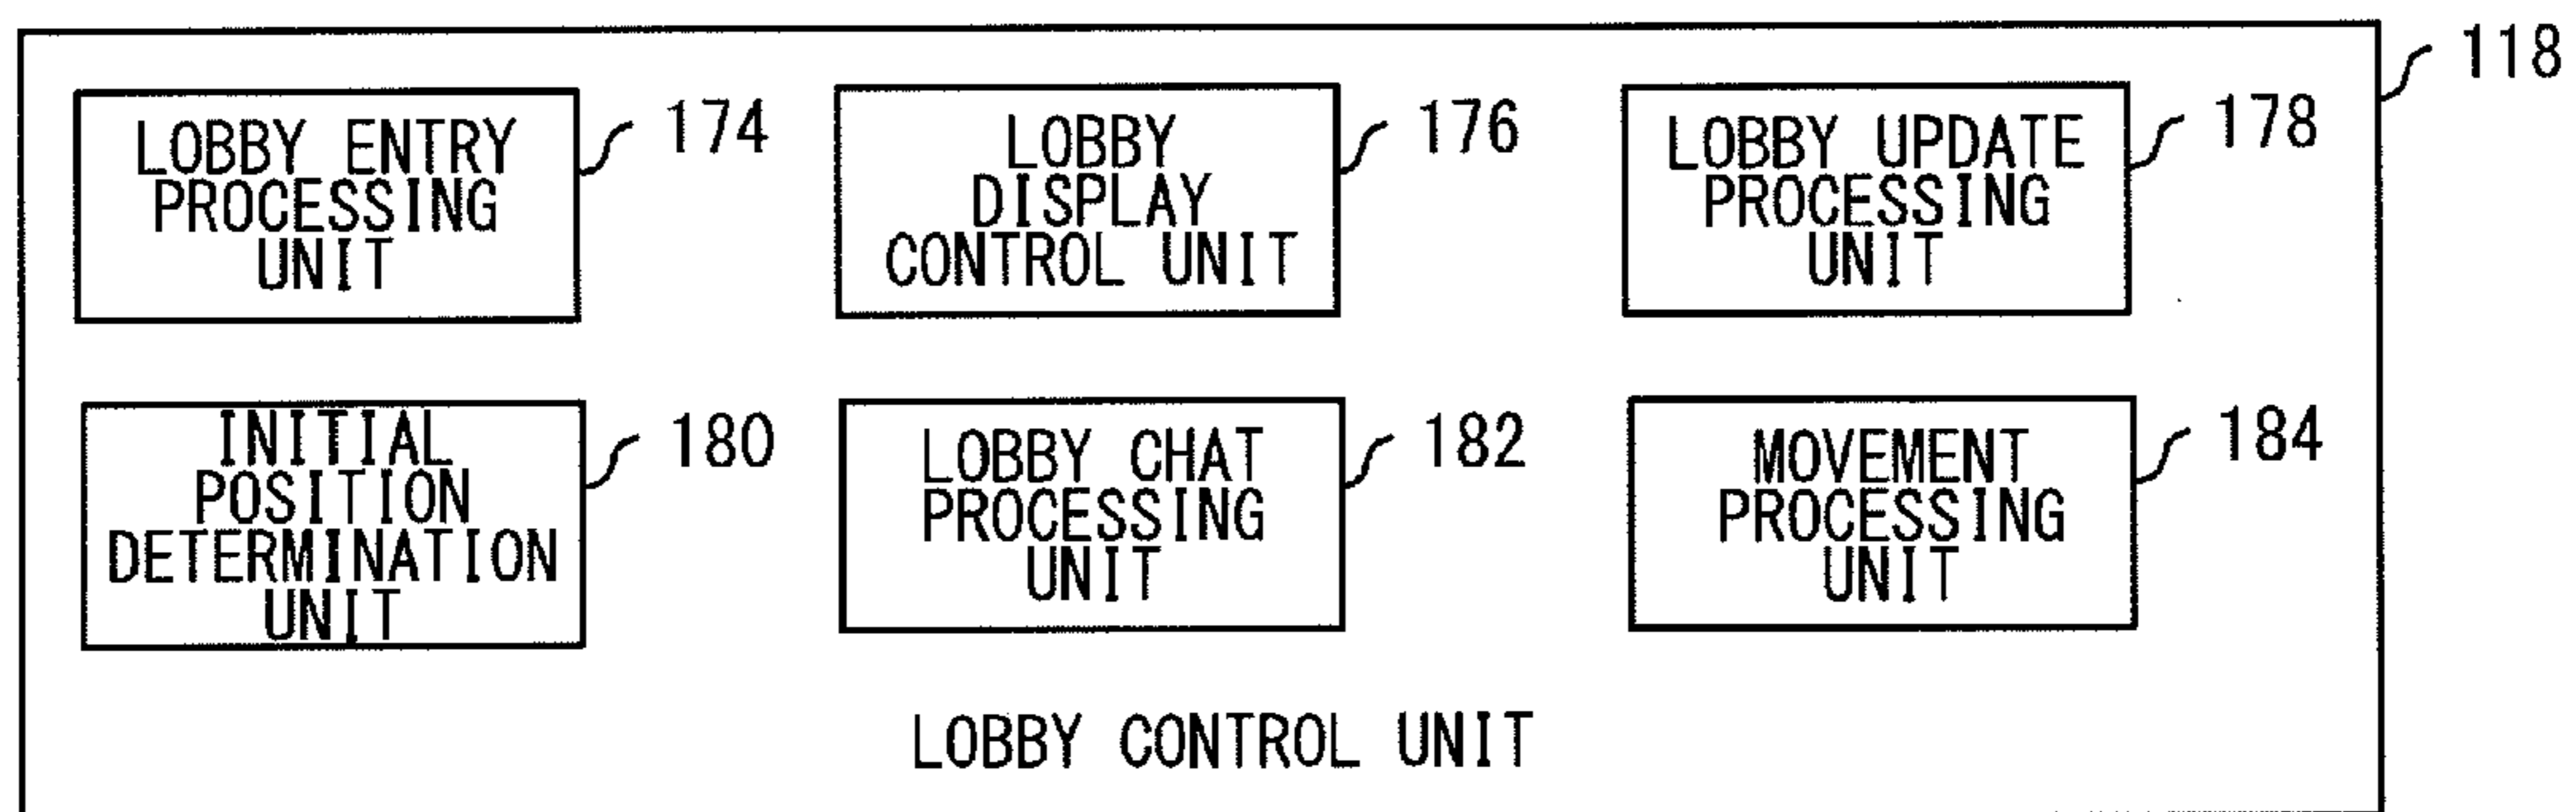 118
LOBBY ENTRY
PROCESSING
UNIT
174
LOBBY
DISPLAY
CONTROL UNIT
176
LOBBY UPDATE
PROCESSING
UNIT
178
INITIAL
POSITION
DETERMINATION
UNIT
180
LOBBY CHAT
PROCESSING
UNIT
182
MOVEMENT
PROCESSING
UNIT
184
LOBBY CONTROL UNIT